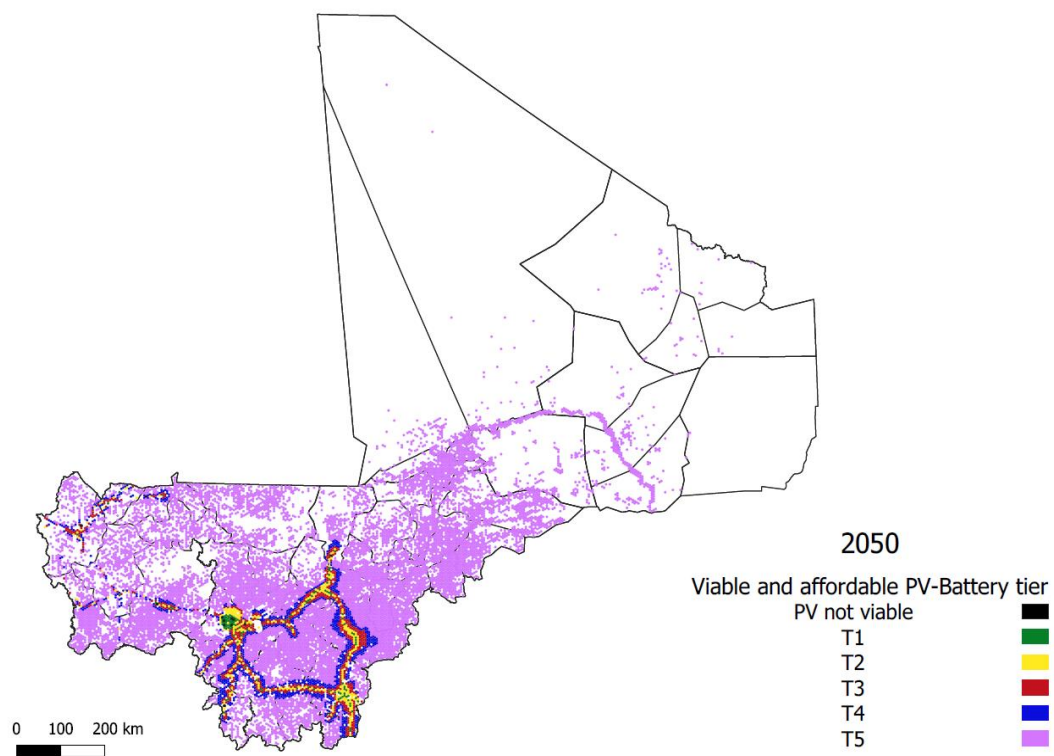 2050
Viable and affordable PV-Battery tier
PV not viable
T1
T2
T3
T4
T5
0 100 200 km